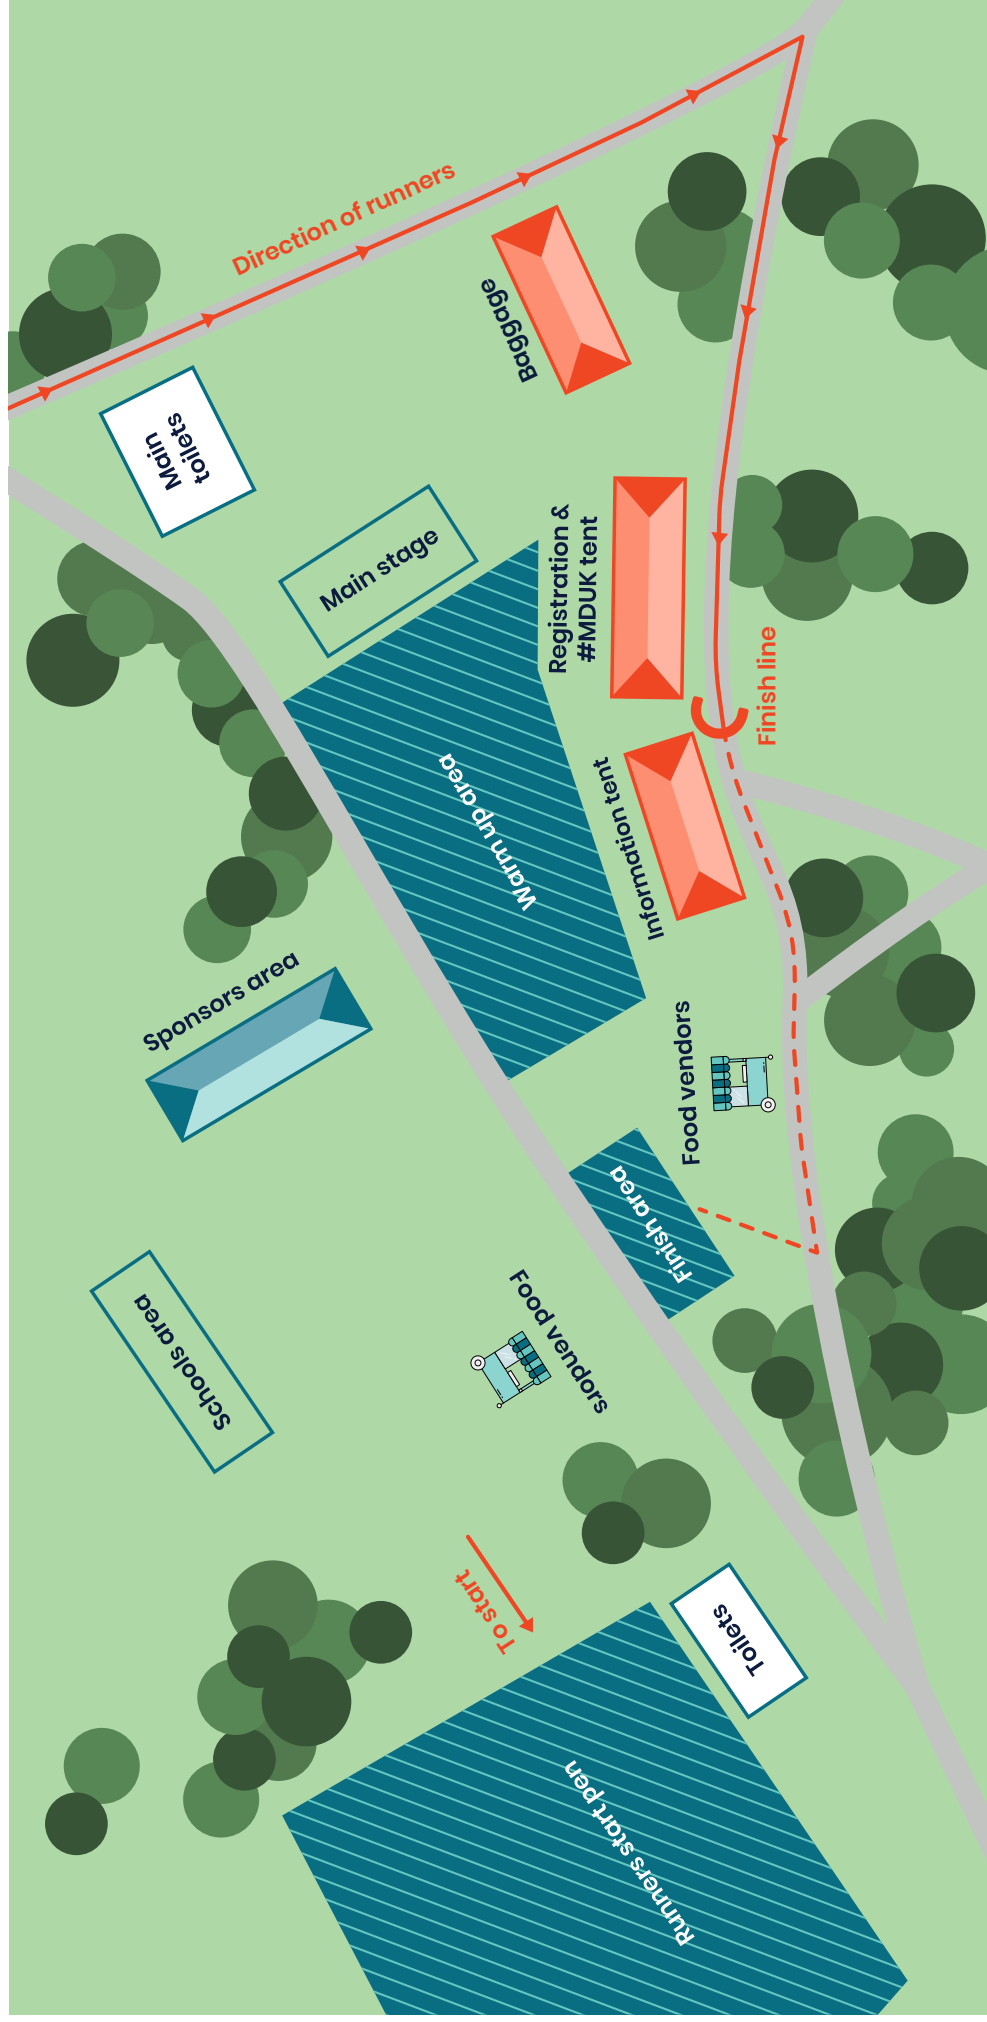 Direction of runners
Baggage
Main
toilets
Main stage
Registration &
#MDUK tent
Finish line
Warm up area
Information tent
Sponsors area
Food vendors
Finish area
Food vendors
Schools area
To start
Toilets
Runners start pen